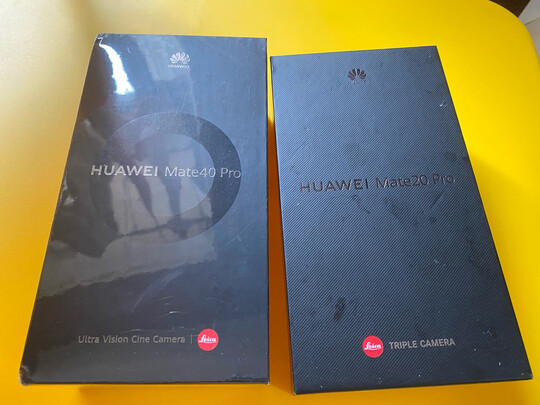 HUAWEI
HUAWEI Mate40 Pro
Ultra Vision Cine Camera | Leica
HUAWEI Mate20 Pro
Leica TRIPLE CAMERA